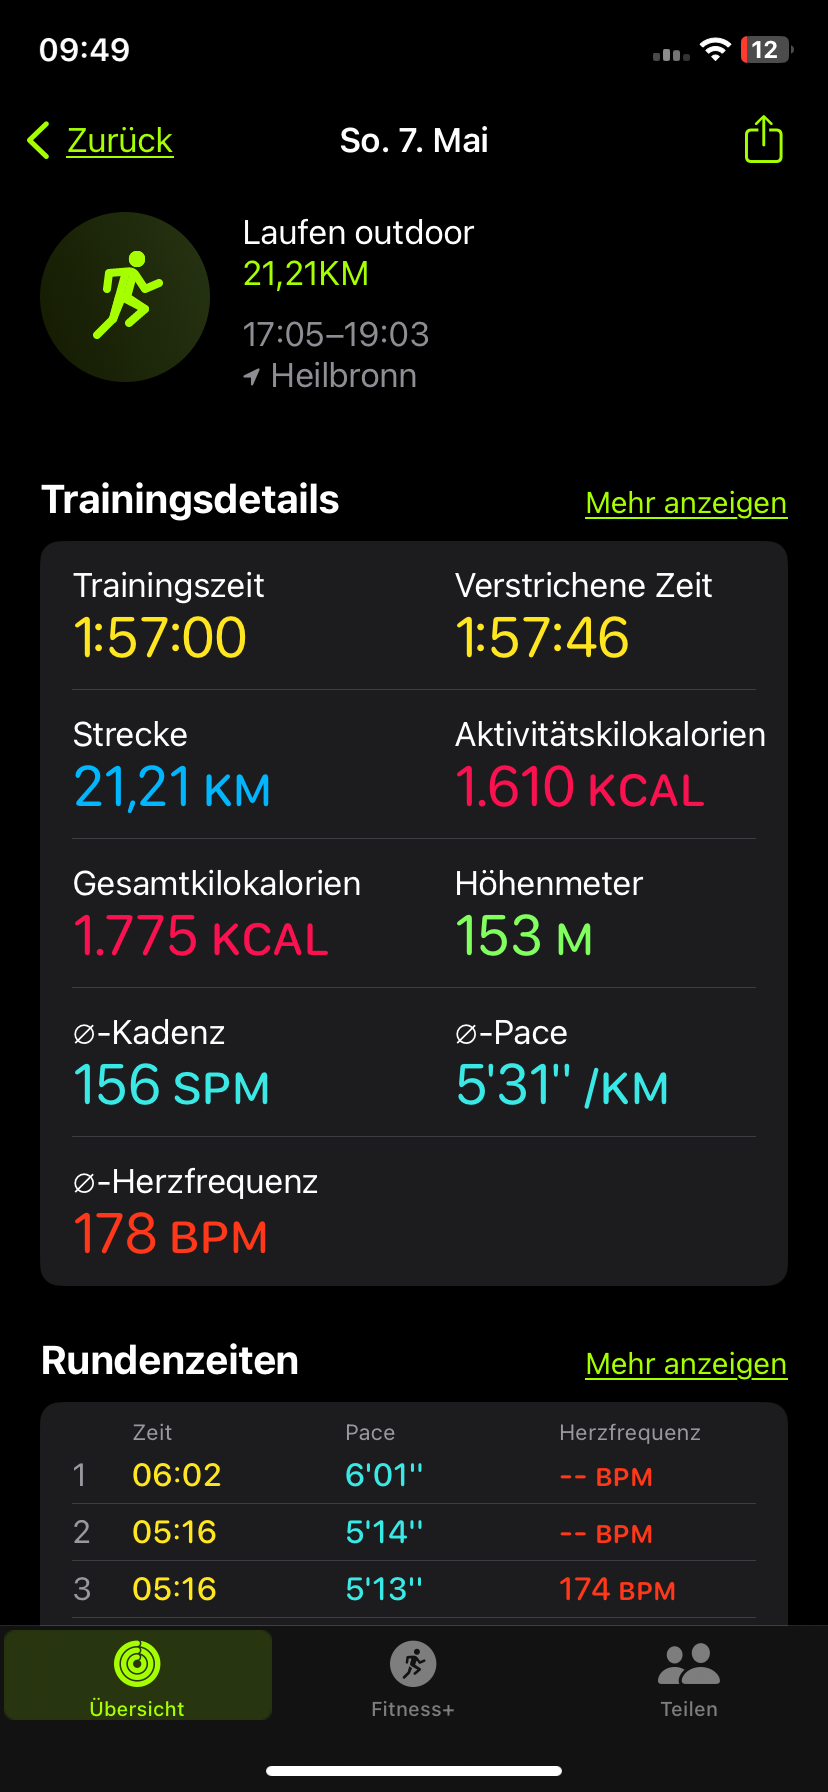 09:49
12
Zurück
So. 7. Mai
Laufen outdoor
21,21KM
17:05–19:03
Heilbronn
Trainingsdetails
Mehr anzeigen
Trainingszeit
Verstrichene Zeit
1:57:00
1:57:46
Strecke
Aktivitätskilokalorien
21,21 KM
1.610 KCAL
Gesamtkilokalorien
Höhenmeter
1.775 KCAL
153 M
∅-Kadenz
∅-Pace
156 SPM
5'31'' /KM
∅-Herzfrequenz
178 BPM
Rundenzeiten
Mehr anzeigen
Zeit Pace Herzfrequenz
1 06:02 6'01'' -- BPM
2 05:16 5'14'' -- BPM
3 05:16 5'13'' 174 BPM
Übersicht
Fitness+
Teilen